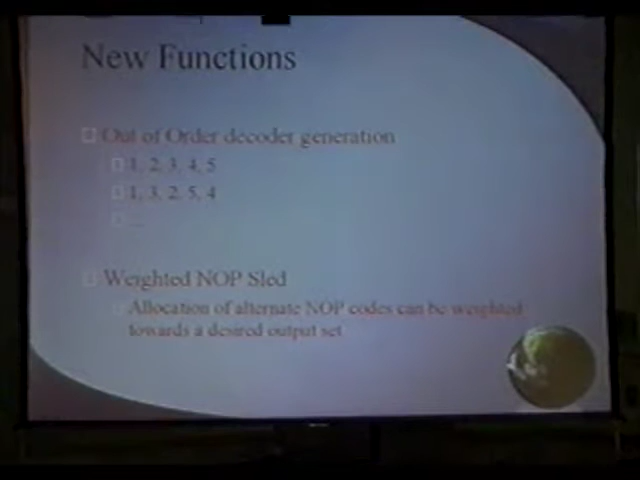 New Functions
Out of Order decoder generation
1, 2, 3, 4, 5
1, 3, 2, 5, 4
...
Weighted NOP Sled
Allocation of alternate NOP codes can be weighted
towards a desired output set